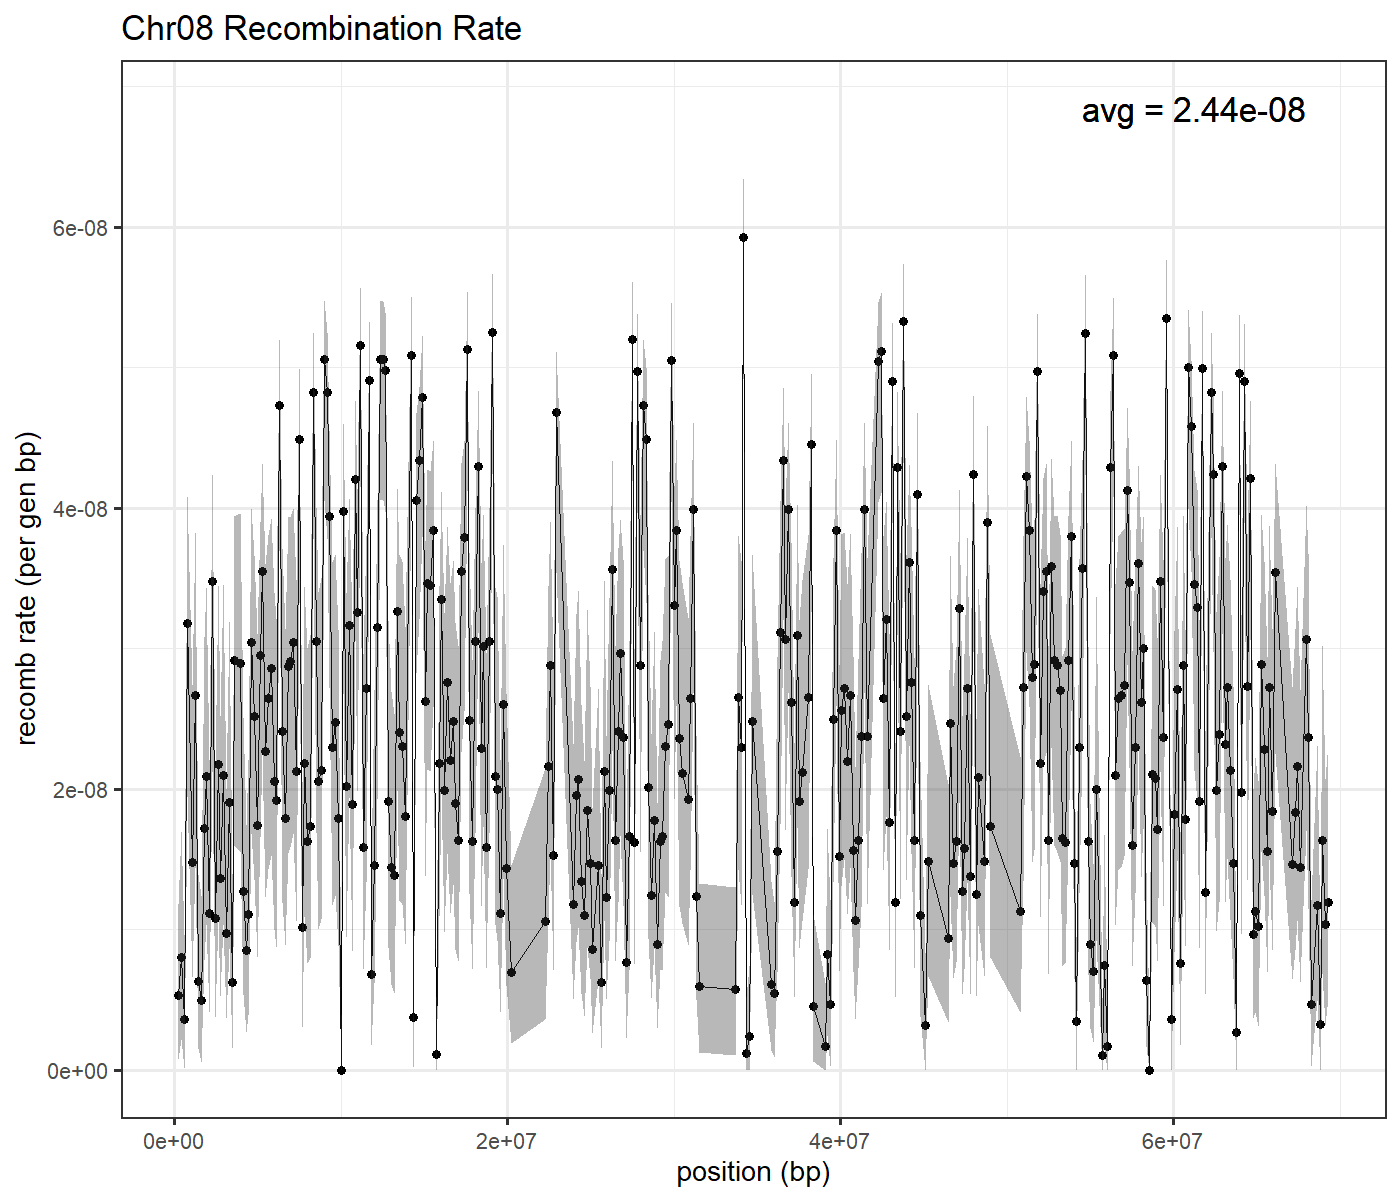 Chr08 Recombination Rate
avg = 2.44e-08
recomb rate (per gen bp)
6e-08
4e-08
2e-08
0e+00
0e+00 2e+07 4e+07 6e+07
position (bp)